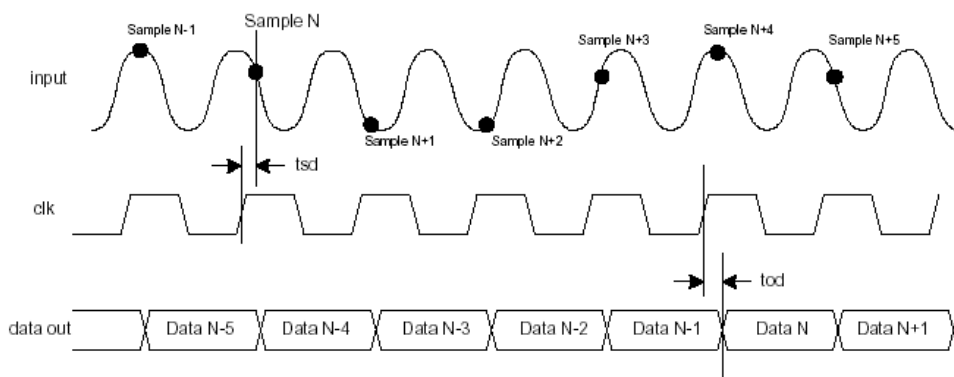 Sample N-1
Sample N
Sample N+3
Sample N+4
Sample N+5
input
Sample N+1
Sample N+2
tsd
clk
tod
data out
Data N-5
Data N-4
Data N-3
Data N-2
Data N-1
Data N
Data N+1